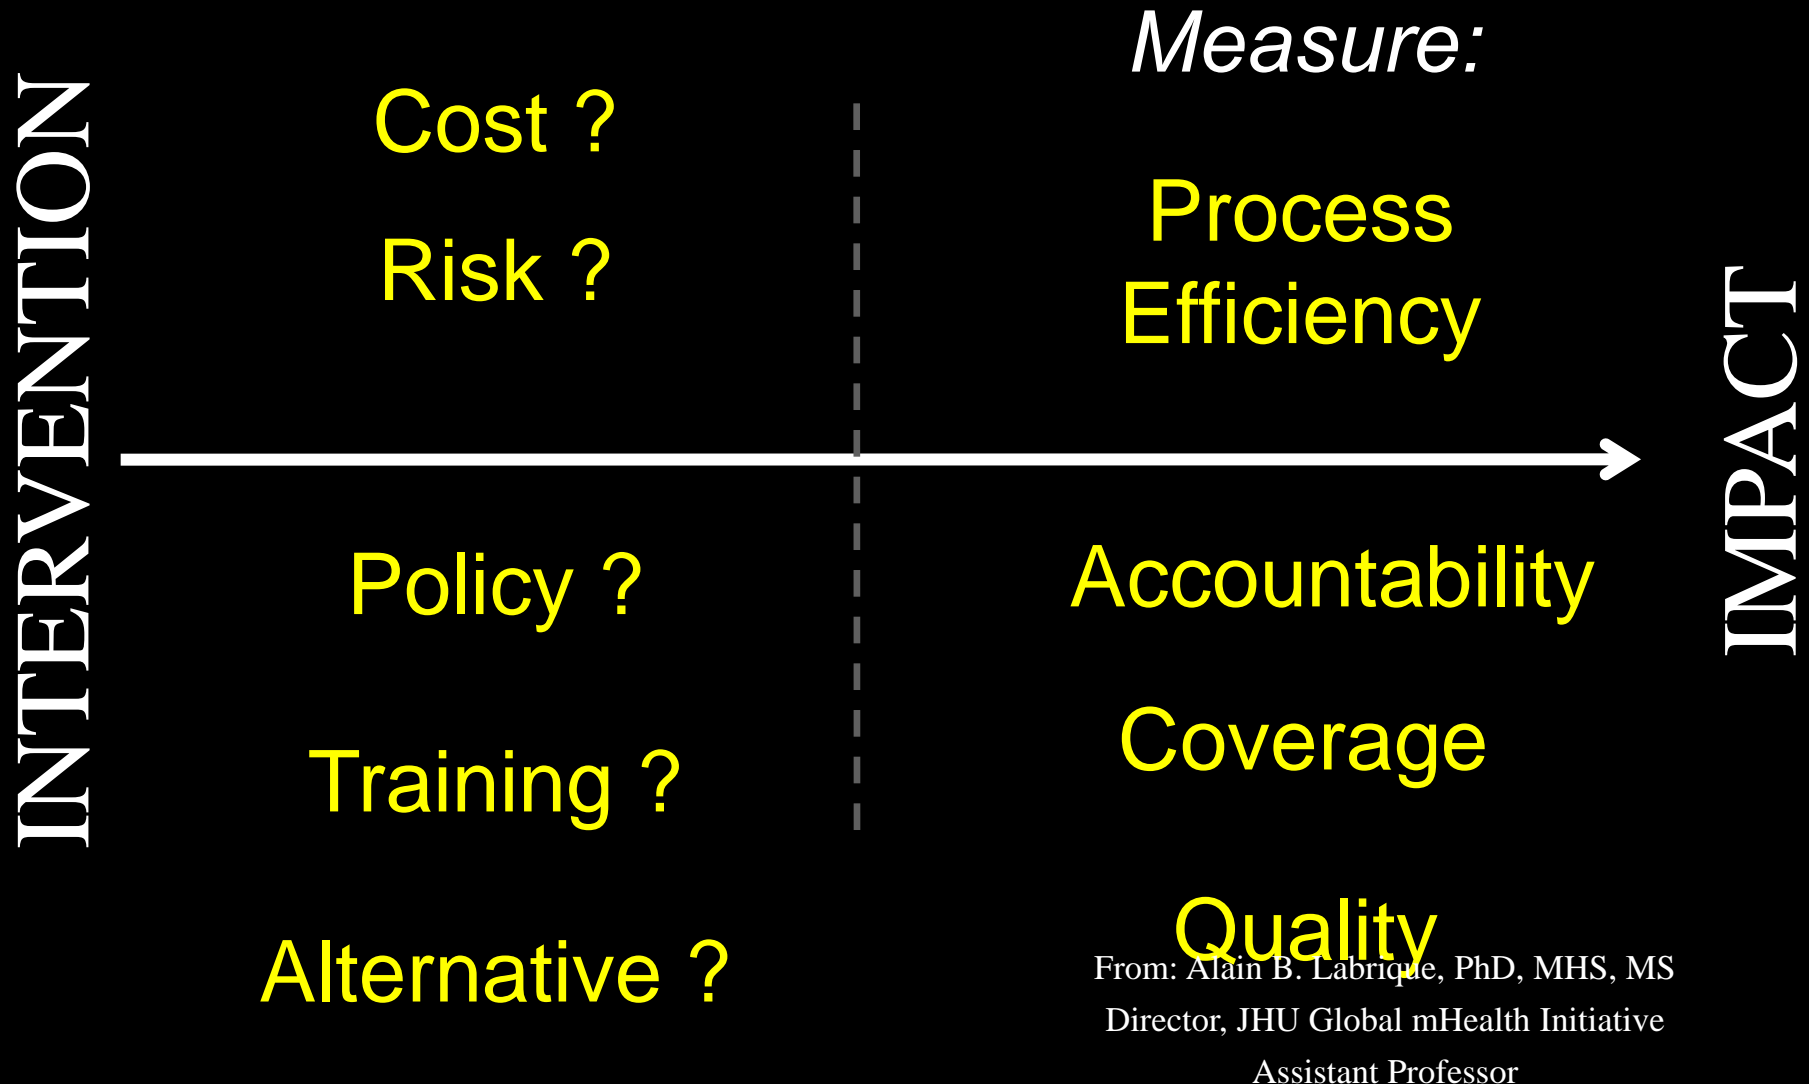 INTERVENTION
Cost ?
Risk ?
Policy ?
Training ?
Alternative ?
Measure:
Process
Efficiency
Accountability
Coverage
Quality
From: Alain B. Labrique, PhD, MHS, MS
Director, JHU Global mHealth Initiative
Assistant Professor
IMPACT